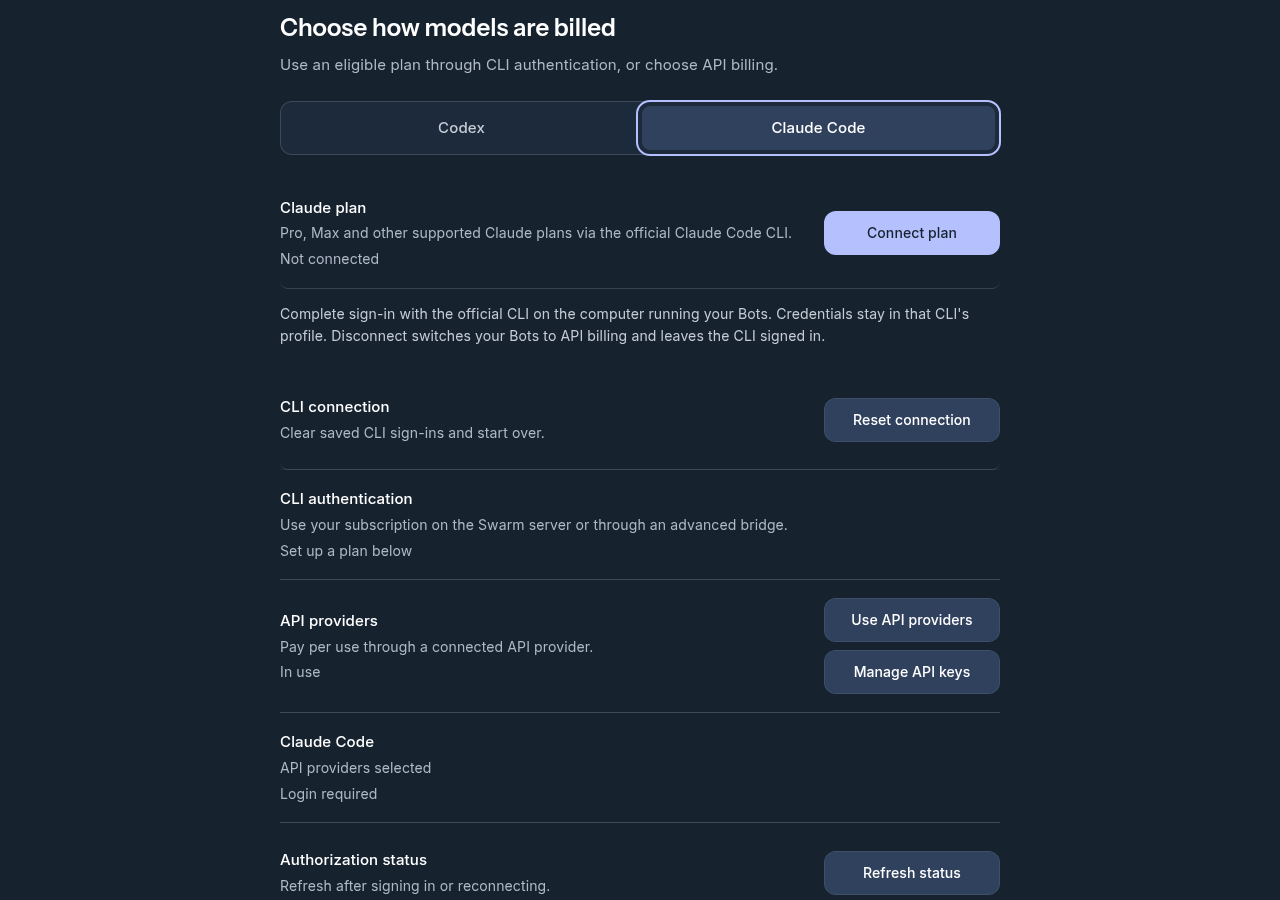 Choose how models are billed
Use an eligible plan through CLI authentication, or choose API billing.
Codex
Claude Code
Claude plan
Pro, Max and other supported Claude plans via the official Claude Code CLI.
Not connected
Connect plan
Complete sign-in with the official CLI on the computer running your Bots. Credentials stay in that CLI's
profile. Disconnect switches your Bots to API billing and leaves the CLI signed in.
CLI connection
Clear saved CLI sign-ins and start over.
Reset connection
CLI authentication
Use your subscription on the Swarm server or through an advanced bridge.
Set up a plan below
API providers
Pay per use through a connected API provider.
In use
Use API providers
Manage API keys
Claude Code
API providers selected
Login required
Authorization status
Refresh after signing in or reconnecting.
Refresh status